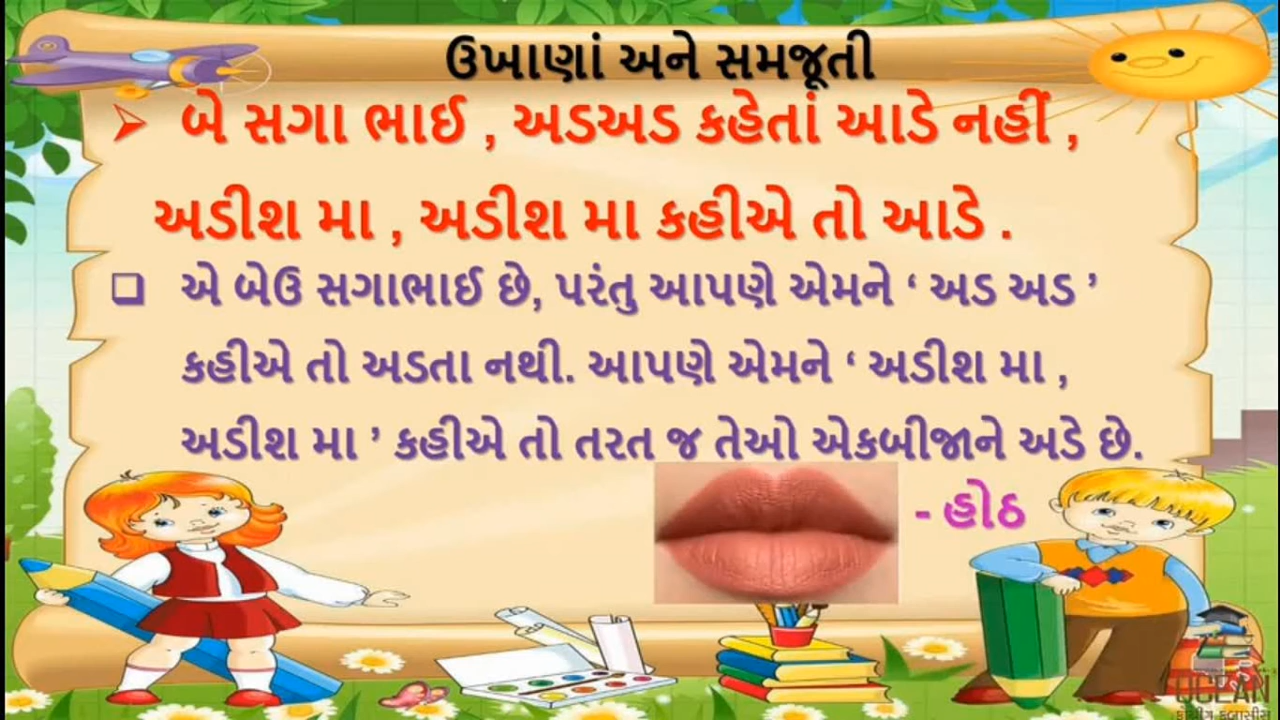 ઉખાણાં અને સમજૂતી
બે સગા ભાઈ , અડઅડ કહેતાં આડે નહીં ,
અડીશ મા , અડીશ મા કહીએ તો આડે .
એ બેઉ સગાભાઈ છે, પરંતુ આપણે એમને ‘ અડ અડ ’
કહીએ તો અડતા નથી. આપણે એમને ‘ અડીશ મા ,
અડીશ મા ’ કહીએ તો તરત જ તેઓ એકબીજાને અડે છે.
- હોઠ
OCEAN